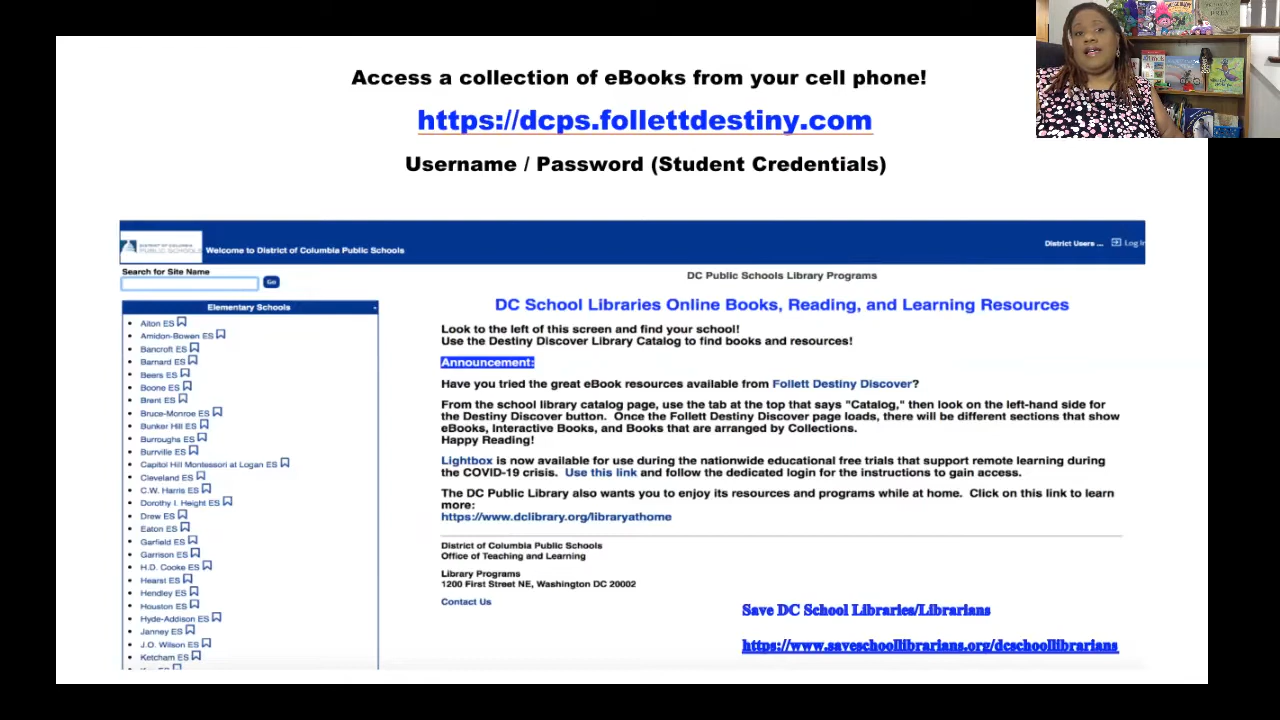 Access a collection of eBooks from your cell phone!
https://dcps.follettdestiny.com
Username / Password (Student Credentials)
DISTRICT OF COLUMBIA
PUBLIC SCHOOLS
Welcome to District of Columbia Public Schools
District Users ...
Log In
Search for Site Name
Go
Elementary Schools
Aiton ES
Amidon-Bowen ES
Bancroft ES
Barnard ES
Beers ES
Boone ES
Brent ES
Bruce-Monroe ES
Bunker Hill ES
Burroughs ES
Burrville ES
Capitol Hill Montessori at Logan ES
Cleveland ES
C.W. Harris ES
Dorothy I. Height ES
Drew ES
Eaton ES
Garfield ES
Garrison ES
H.D. Cooke ES
Hearst ES
Hendley ES
Houston ES
Hyde-Addison ES
Janney ES
J.O. Wilson ES
Ketcham ES
DC Public Schools Library Programs
DC School Libraries Online Books, Reading, and Learning Resources
Look to the left of this screen and find your school!
Use the Destiny Discover Library Catalog to find books and resources!
Announcement:
Have you tried the great eBook resources available from Follett Destiny Discover?
From the school library catalog page, use the tab at the top that says "Catalog," then look on the left-hand side for
the Destiny Discover button. Once the Follett Destiny Discover page loads, there will be different sections that show
eBooks, Interactive Books, and Books that are arranged by Collections.
Happy Reading!
Lightbox is now available for use during the nationwide educational free trials that support remote learning during
the COVID-19 crisis. Use this link and follow the dedicated login for the instructions to gain access.
The DC Public Library also wants you to enjoy its resources and programs while at home. Click on this link to learn
more:
https://www.dclibrary.org/libraryathome
District of Columbia Public Schools
Office of Teaching and Learning
Library Programs
1200 First Street NE, Washington DC 20002
Contact Us
Save DC School Libraries/Librarians
https://www.saveschoollibrarians.org/dcschoollibrarians